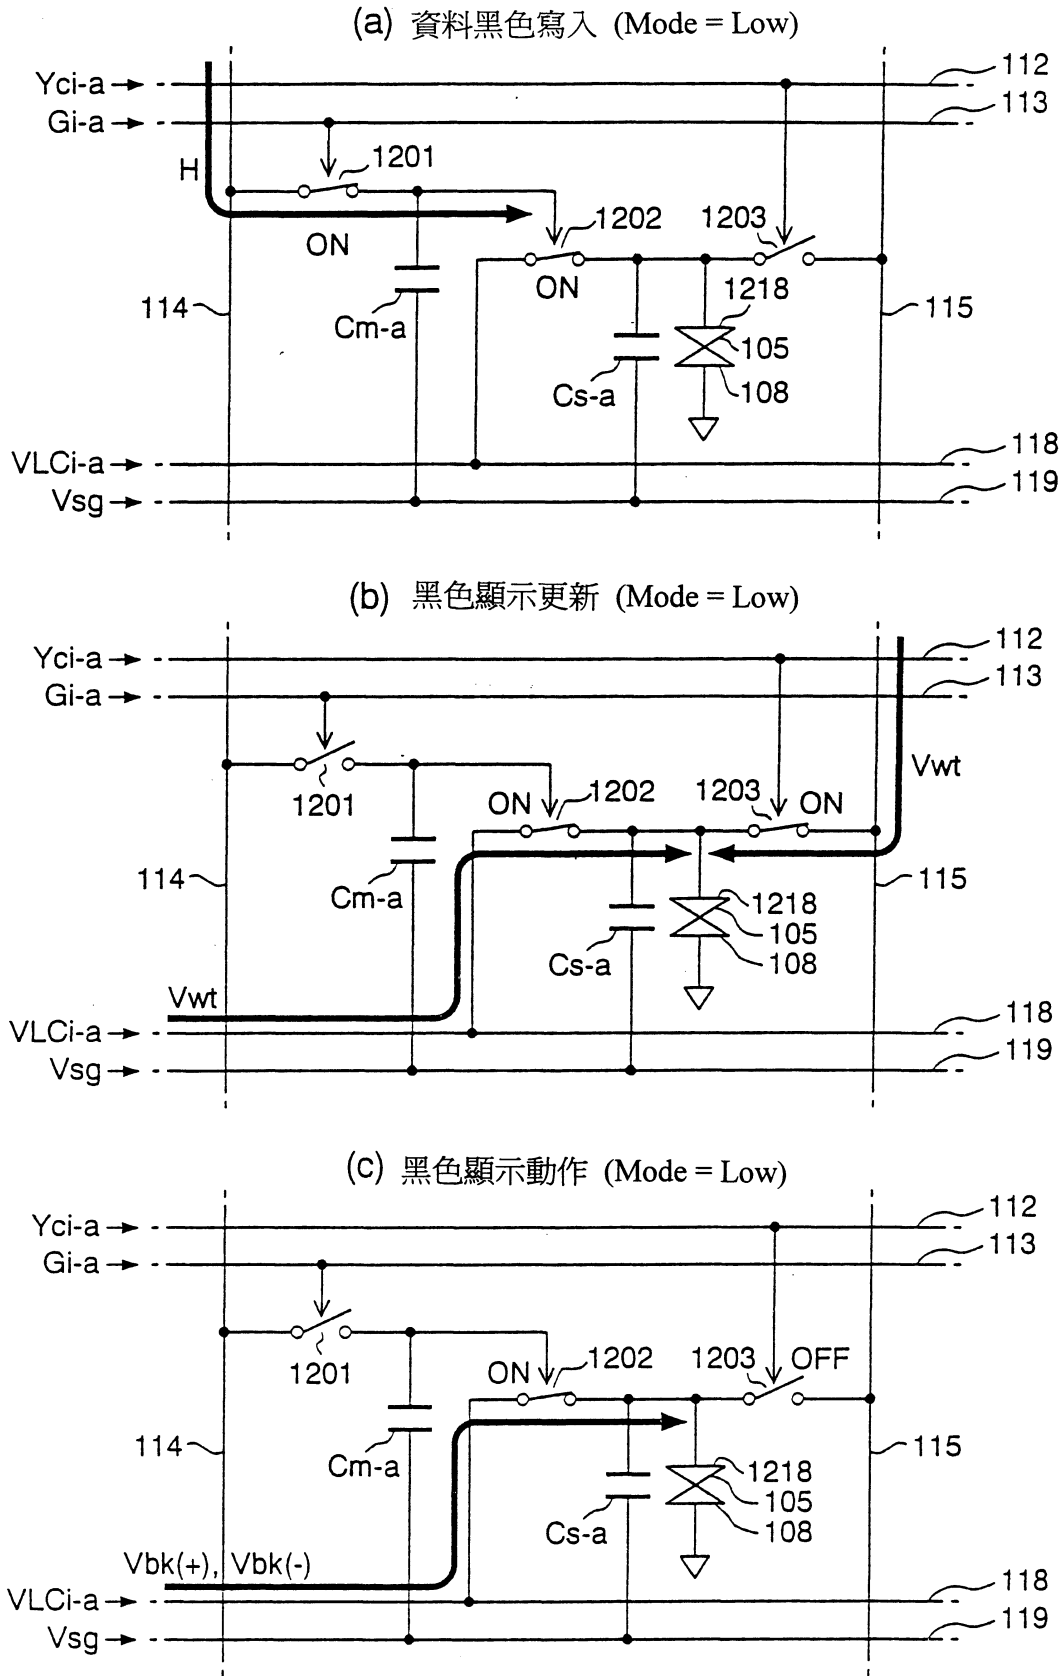 (a) 資料黑色寫入 (Mode = Low)
112
Yci-a
113
Gi-a
1201
H
1202
1203
ON
ON
1218
114
115
Cm-a
105
Cs-a
108
VLCi-a
118
Vsg
119
(b) 黑色顯示更新 (Mode = Low)
112
Yci-a
113
Gi-a
Vwt
1201
ON
1202
1203
ON
114
115
Cm-a
1218
105
Cs-a
108
Vwt
VLCi-a
118
Vsg
119
(c) 黑色顯示動作 (Mode = Low)
112
Yci-a
113
Gi-a
1201
ON
1202
1203
OFF
114
115
Cm-a
1218
105
Cs-a
108
Vbk(+), Vbk(-)
VLCi-a
118
Vsg
119